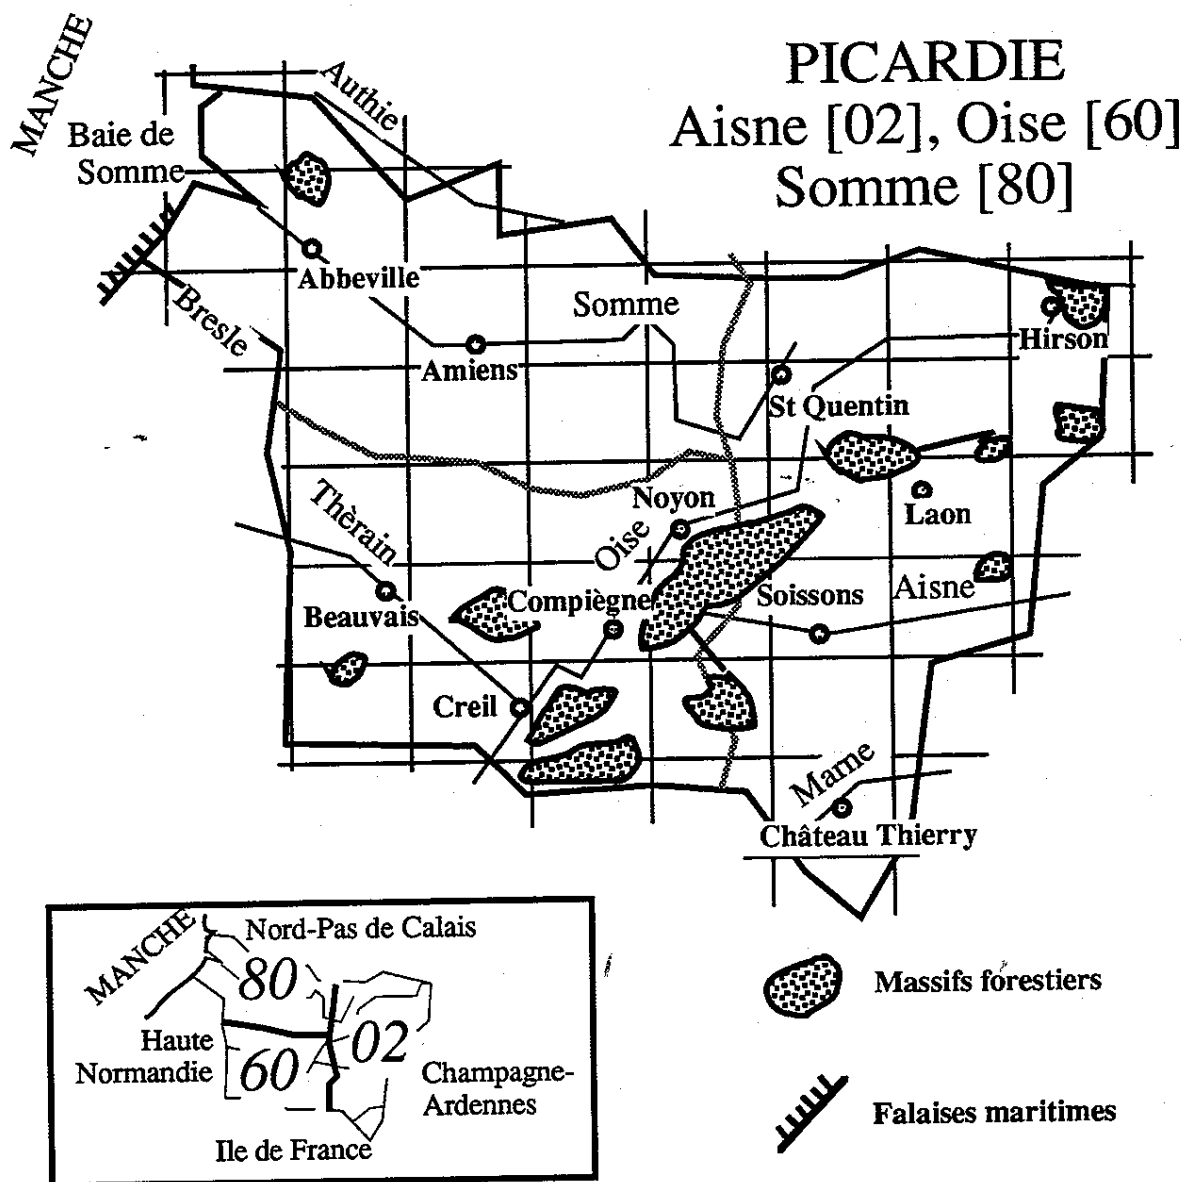 PICARDIE
Aisne [02], Oise [60]
Somme [80]
MANCHE
Authie
Baie de
Somme
Abbeville
Bresle
Somme
Amiens
Hirson
St Quentin
Noyon
Laon
Thèrain
Oise
Compiègne
Soissons
Aisne
Beauvais
Creil
Marne
Château Thierry
MANCHE
Nord-Pas de Calais
80
Haute
Normandie
60
02
Champagne-
Ardennes
Ile de France
Massifs forestiers
Falaises maritimes